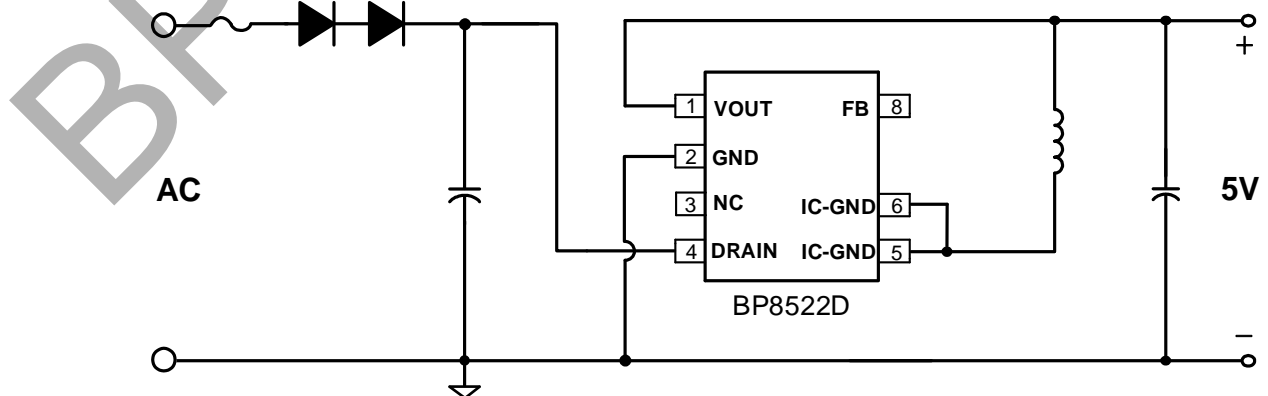 BP
AC
1 VOUT FB 8
2 GND
3 NC IC-GND 6
4 DRAIN IC-GND 5
BP8522D
+
5V
−